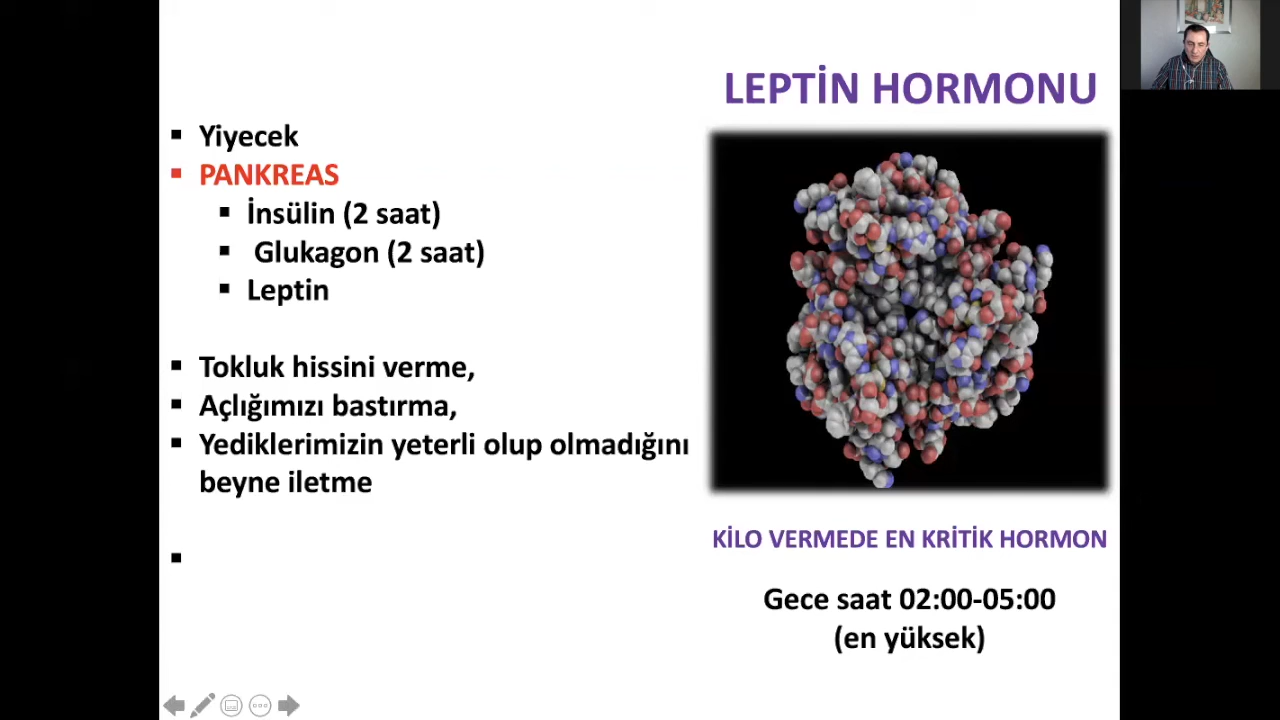 LEPTİN HORMONU
Yiyecek
PANKREAS
İnsülin (2 saat)
Glukagon (2 saat)
Leptin
Tokluk hissini verme,
Açlığımızı bastırma,
Yediklerimizin yeterli olup olmadığını
beyne iletme
KİLO VERMEDE EN KRİTİK HORMON
Gece saat 02:00-05:00
(en yüksek)